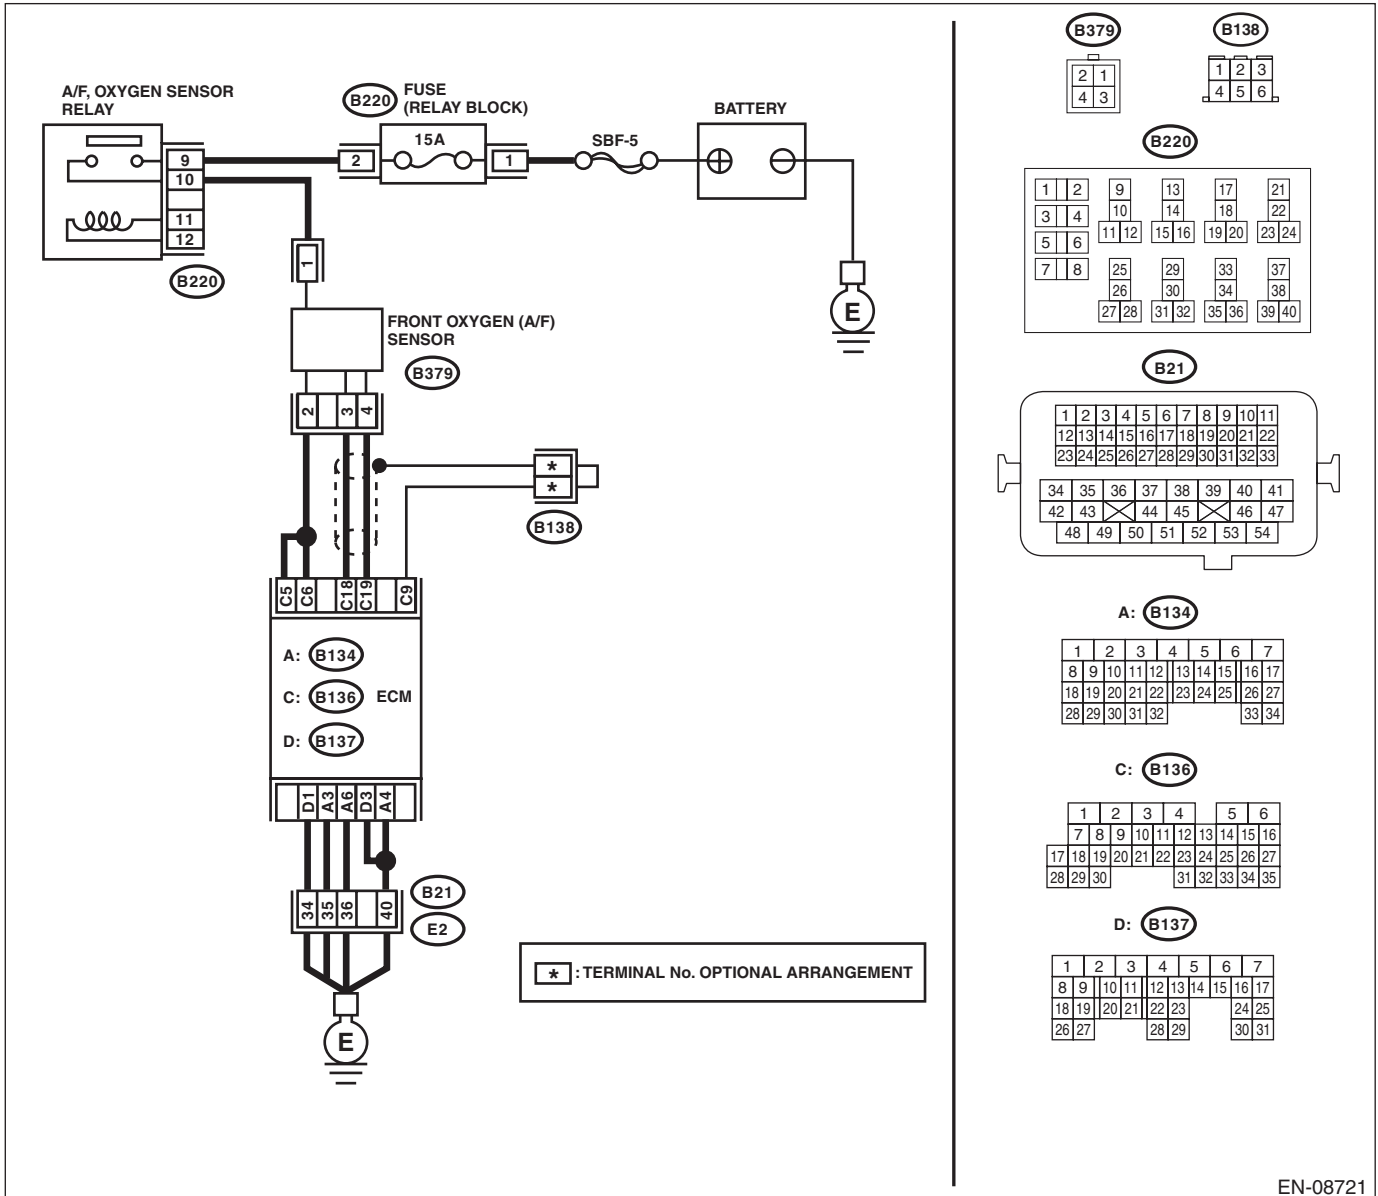 A/F, OXYGEN SENSOR
RELAY
9
10
11
12
B220
B220
FUSE
(RELAY BLOCK)
15A
2
1
SBF-5
BATTERY
E
1
FRONT OXYGEN (A/F)
SENSOR
B379
2 3 4
*
*
B138
C5 C6 C18 C19 C9
A: B134
C: B136 ECM
D: B137
D1 A3 A6 D3 A4
34 35 36 40
B21
E2
E
* : TERMINAL No. OPTIONAL ARRANGEMENT
B379
2 1
4 3
B138
1 2 3
4 5 6
B220
1 2 9 13 17 21
3 4 10 14 18 22
5 6 11 12 15 16 19 20 23 24
7 8 25 29 33 37
26 30 34 38
27 28 31 32 35 36 39 40
B21
1 2 3 4 5 6 7 8 9 10 11
12 13 14 15 16 17 18 19 20 21 22
23 24 25 26 27 28 29 30 31 32 33
34 35 36 37 38 39 40 41
42 43 44 45 46 47
48 49 50 51 52 53 54
A: B134
1 2 3 4 5 6 7
8 9 10 11 12 13 14 15 16 17
18 19 20 21 22 23 24 25 26 27
28 29 30 31 32 33 34
C: B136
1 2 3 4 5 6
7 8 9 10 11 12 13 14 15 16
17 18 19 20 21 22 23 24 25 26 27
28 29 30 31 32 33 34 35
D: B137
1 2 3 4 5 6 7
8 9 10 11 12 13 14 15 16 17
18 19 20 21 22 23 24 25
26 27 28 29 30 31
EN-08721